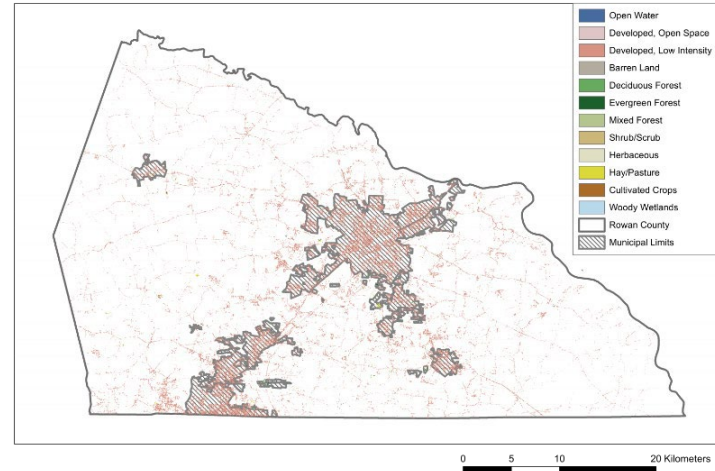 Open Water
Developed, Open Space
Developed, Low Intensity
Barren Land
Deciduous Forest
Evergreen Forest
Mixed Forest
Shrub/Scrub
Herbaceous
Hay/Pasture
Cultivated Crops
Woody Wetlands
Rowan County
Municipal Limits
0 5 10 20 Kilometers